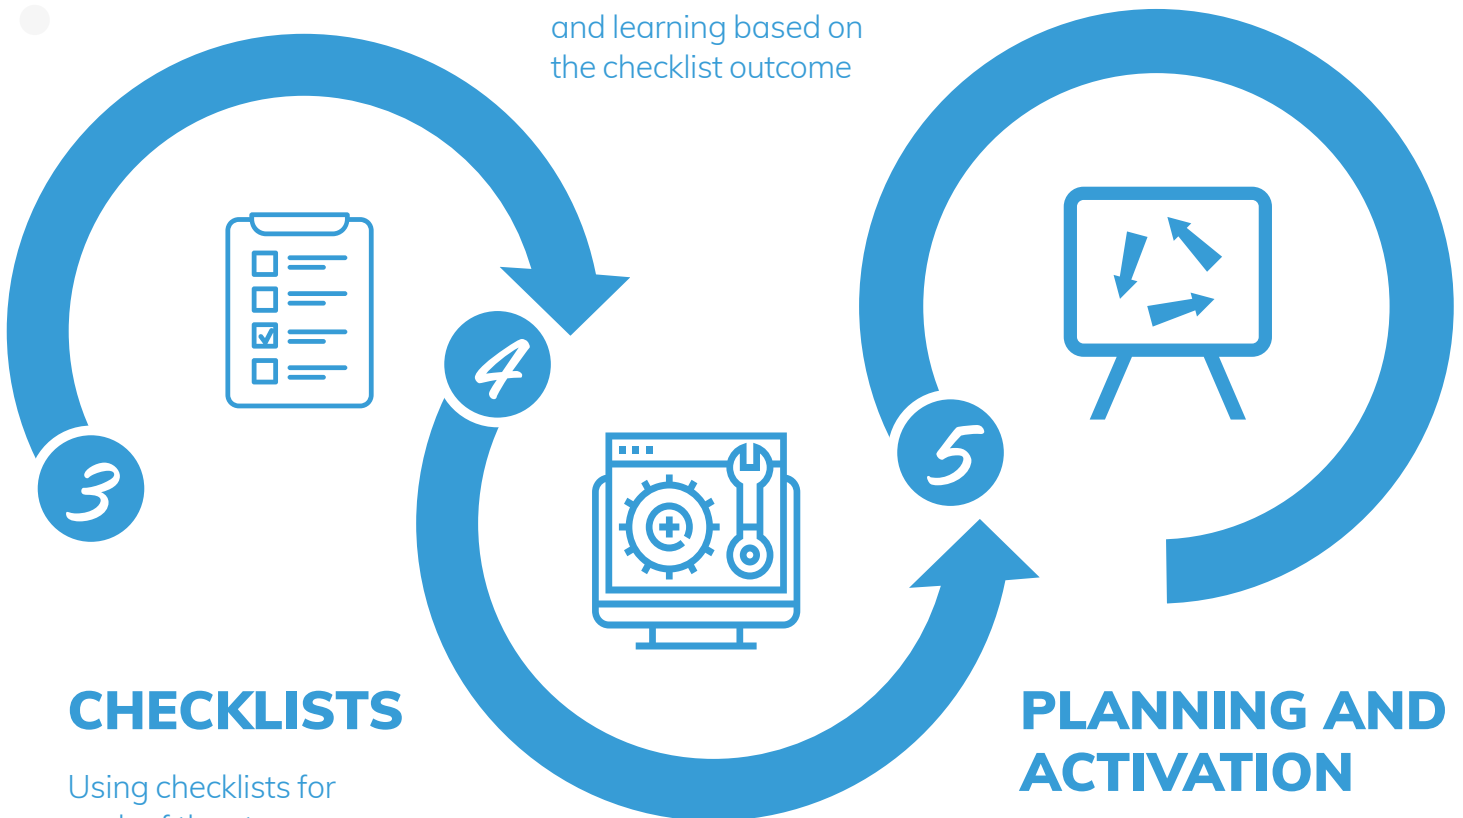 and learning based on
the checklist outcome
3
4
5
CHECKLISTS
Using checklists for
PLANNING AND
ACTIVATION